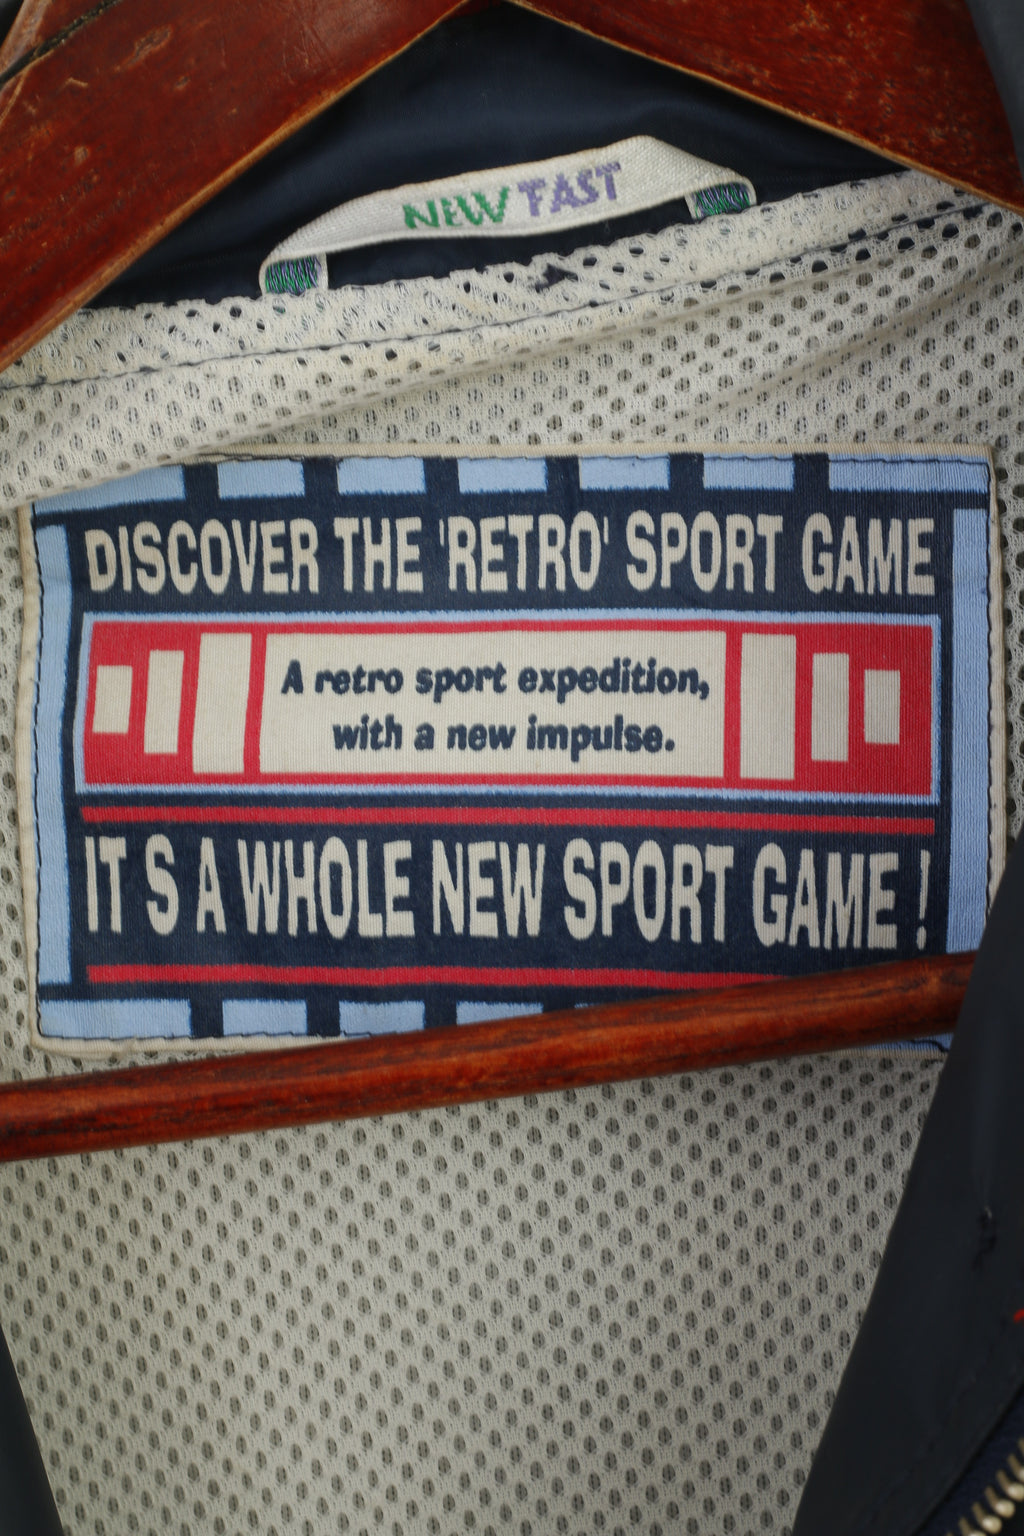 NEW FAST
DISCOVER THE 'RETRO' SPORT GAME
A retro sport expedition,
with a new impulse.
IT S A WHOLE NEW SPORT GAME !